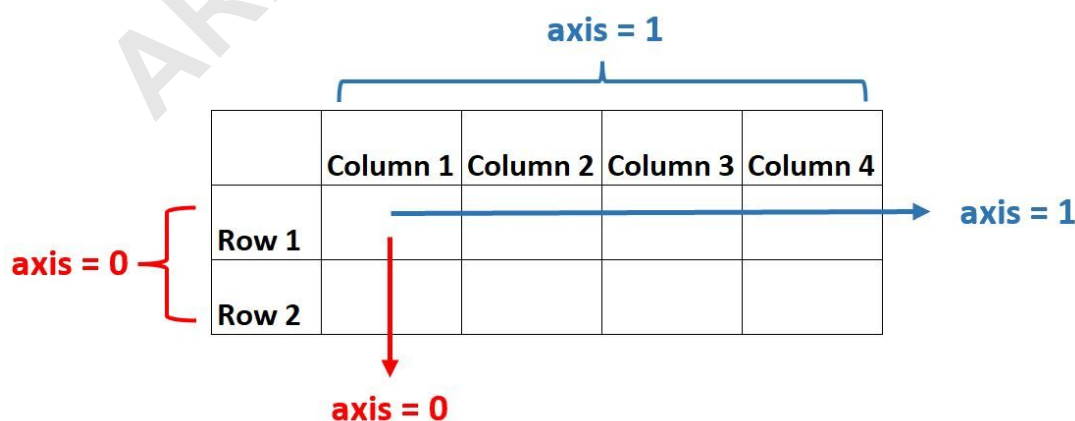 axis = 1
Column 1 Column 2 Column 3 Column 4
axis = 1
Row 1
axis = 0
Row 2
axis = 0